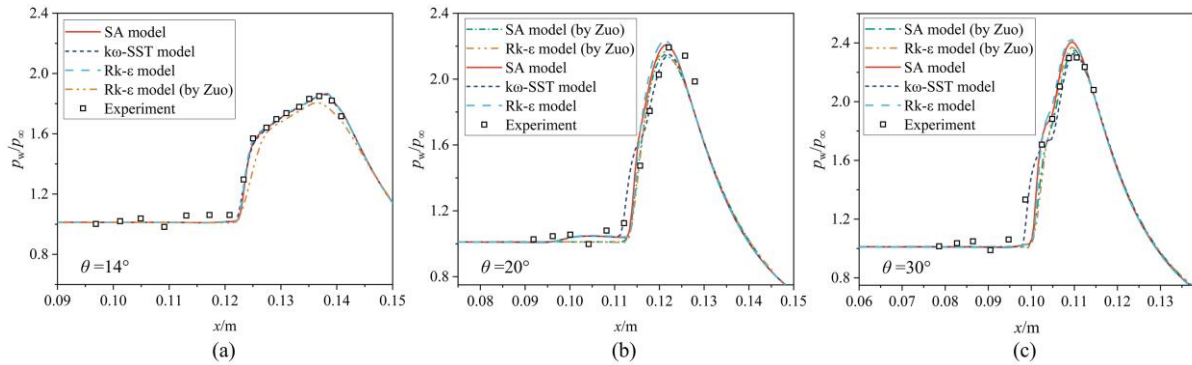 2.4
2.0
1.6
1.2
0.8
p_w/p_∞
SA model
kω-SST model
Rk-ε model
Rk-ε model (by Zuo)
Experiment
θ =14°
0.09 0.10 0.11 0.12 0.13 0.14 0.15
x/m
(a)
2.4
2.0
1.6
1.2
0.8
p_w/p_∞
SA model (by Zuo)
Rk-ε model (by Zuo)
SA model
kω-SST model
Rk-ε model
Experiment
θ =20°
0.08 0.09 0.10 0.11 0.12 0.13 0.14 0.15
x/m
(b)
2.4
2.0
1.6
1.2
0.8
p_w/p_∞
SA model (by Zuo)
Rk-ε model (by Zuo)
SA model
kω-SST model
Rk-ε model
Experiment
θ =30°
0.06 0.07 0.08 0.09 0.10 0.11 0.12 0.13
x/m
(c)